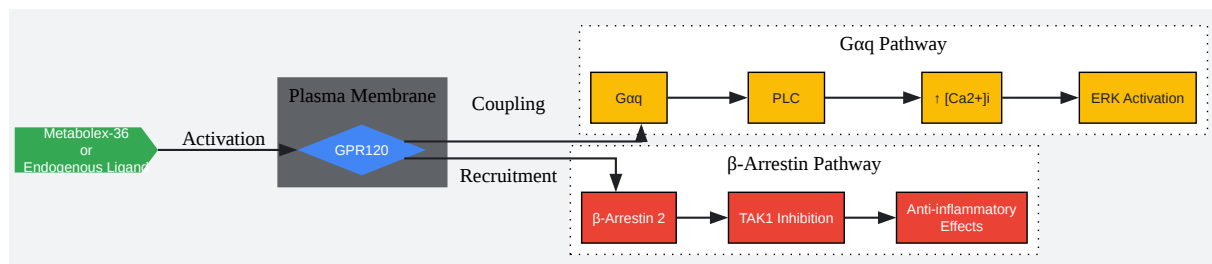 Metabolex-36
or
Endogenous Ligand
Activation
Plasma Membrane
GPR120
Coupling
Recruitment
Gαq Pathway
Gαq
PLC
↑ [Ca2+]i
ERK Activation
β-Arrestin Pathway
β-Arrestin 2
TAK1 Inhibition
Anti-inflammatory
Effects